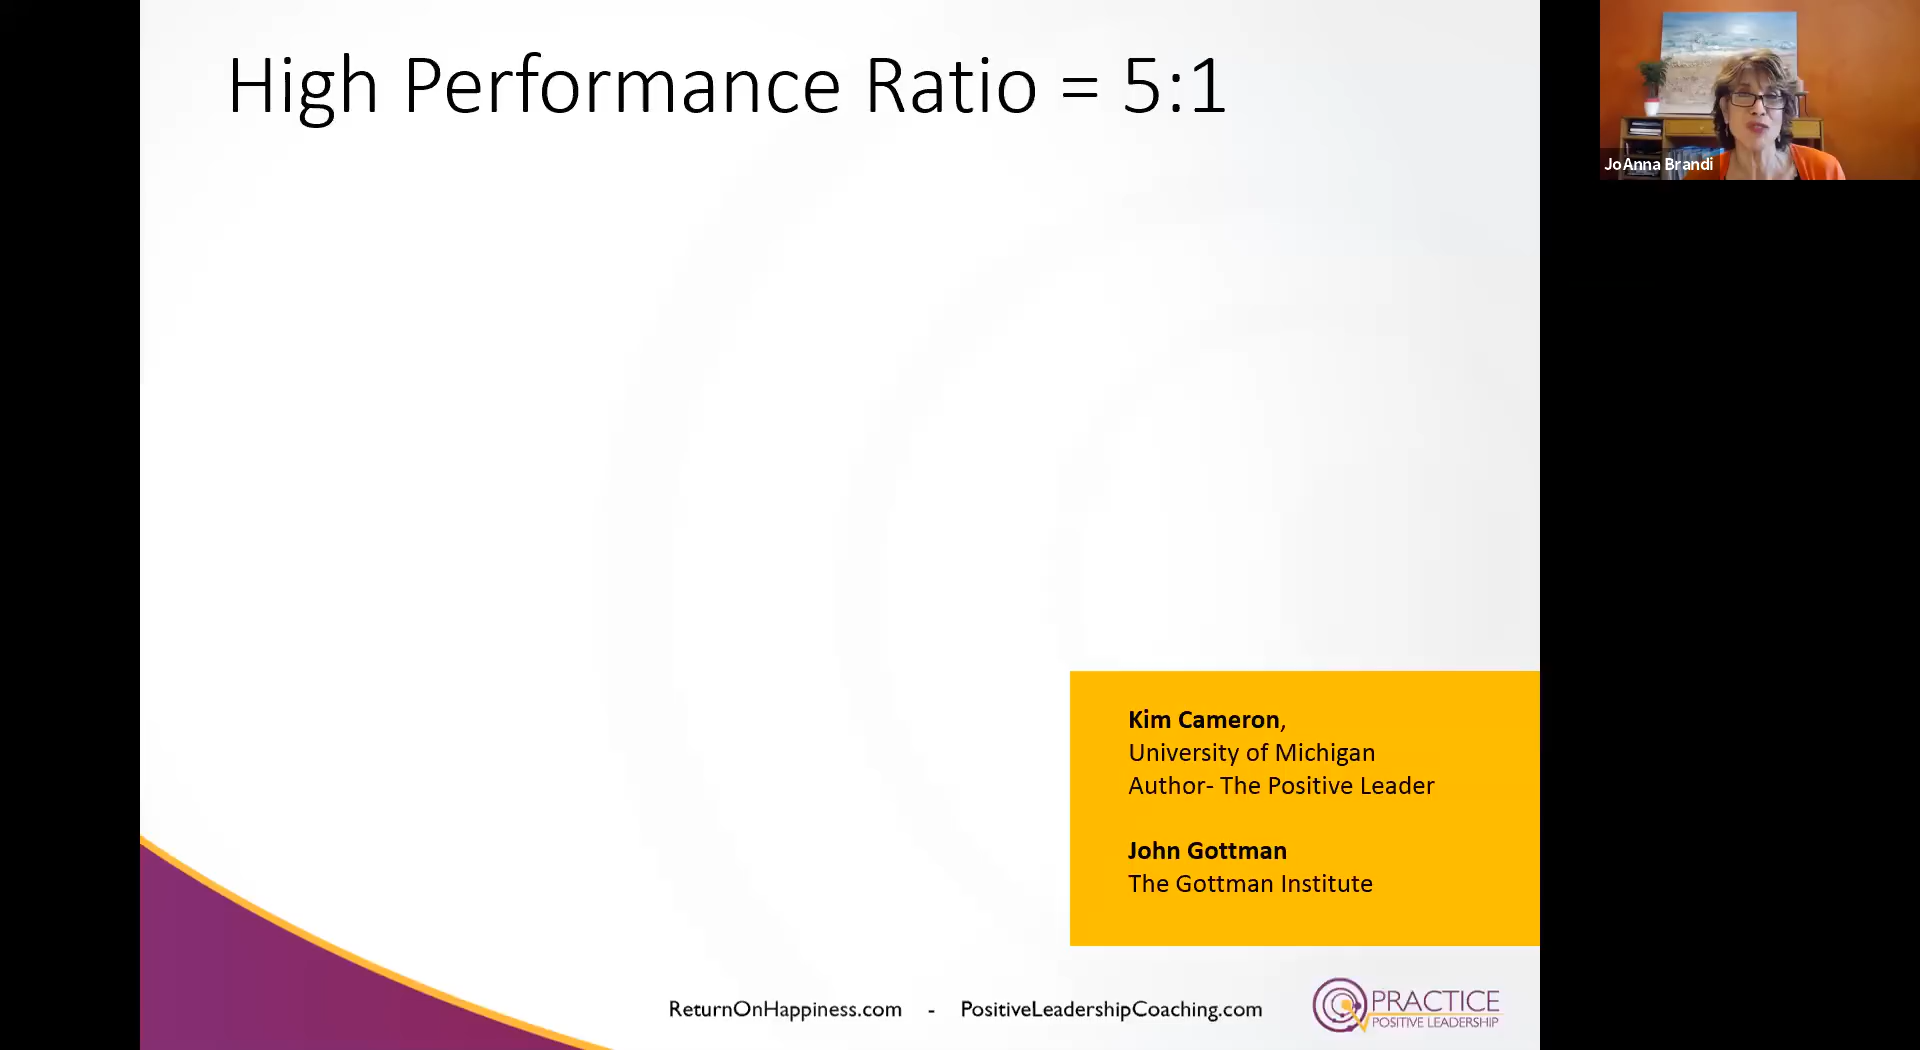 High Performance Ratio = 5:1
JoAnna Brandi
Kim Cameron,
University of Michigan
Author- The Positive Leader
John Gottman
The Gottman Institute
ReturnOnHappiness.com - PositiveLeadershipCoaching.com
PRACTICE
POSITIVE LEADERSHIP